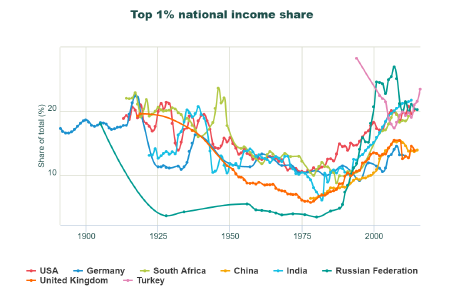 Top 1% national income share
Share of total (%)
20
10
1900 1925 1950 1975 2000
USA Germany South Africa China India Russian Federation
United Kingdom Turkey